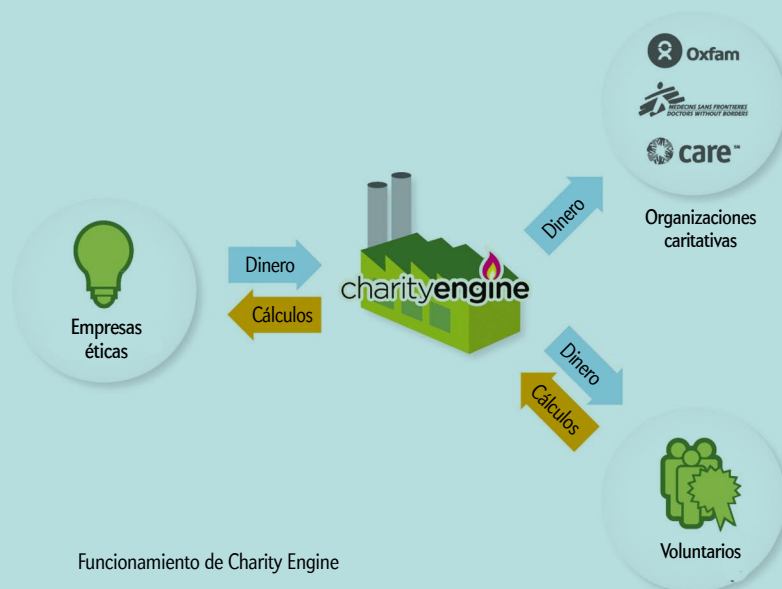 Oxfam
MEDECINS SANS FRONTIERES
DOCTORS WITHOUT BORDERS
care
Organizaciones
caritativas
Dinero
Dinero
Cálculos
charityengine
Empresas
éticas
Dinero
Cálculos
Voluntarios
Funcionamiento de Charity Engine